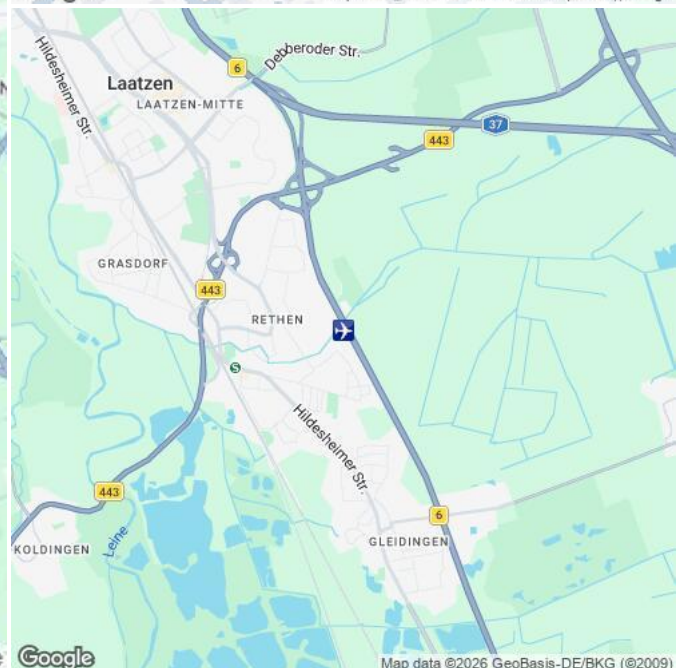 Debberoder Str.
6
Hildesheimer Str.
Laatzen
LAATZEN-MITTE
37
443
GRASDORF
443
RETHEN
S
Hildesheimer Str.
443
6
Leine
KOLDINGEN
GLEIDINGEN
Google
Map data ©2026 GeoBasis-DE/BKG (©2009)